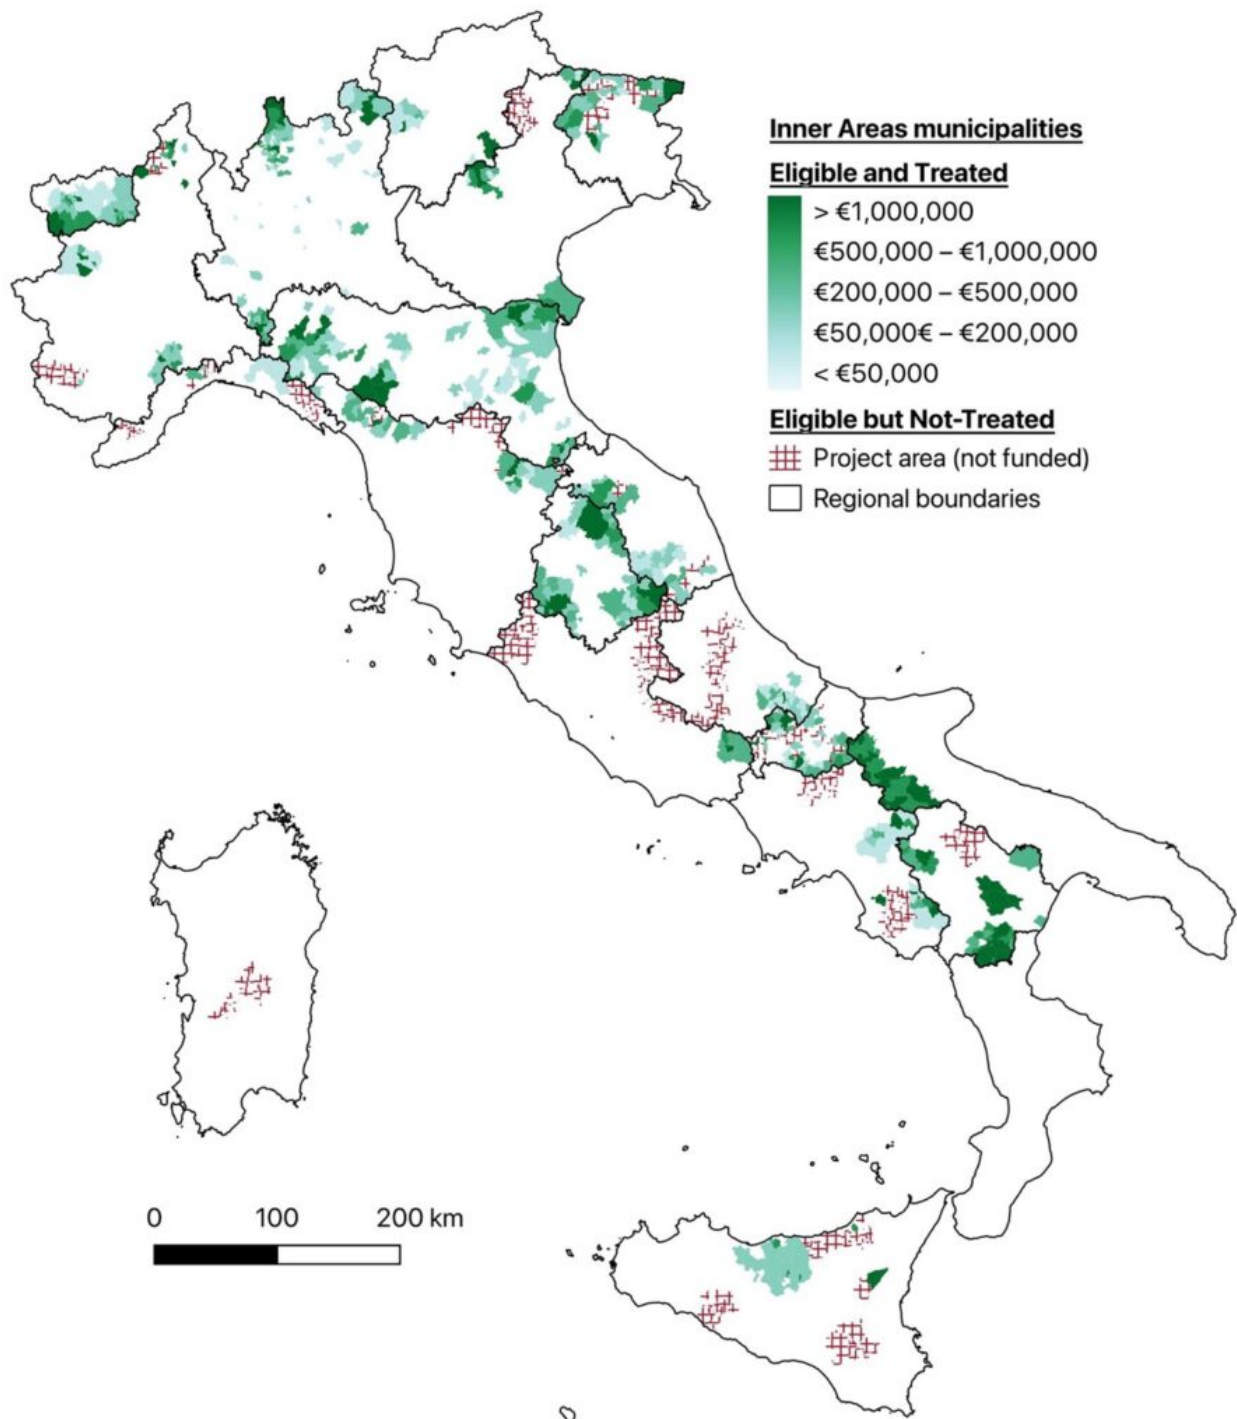 Inner Areas municipalities
Eligible and Treated
> €1,000,000
€500,000 – €1,000,000
€200,000 – €500,000
€50,000€ – €200,000
< €50,000
Eligible but Not-Treated
Project area (not funded)
Regional boundaries
0 100 200 km